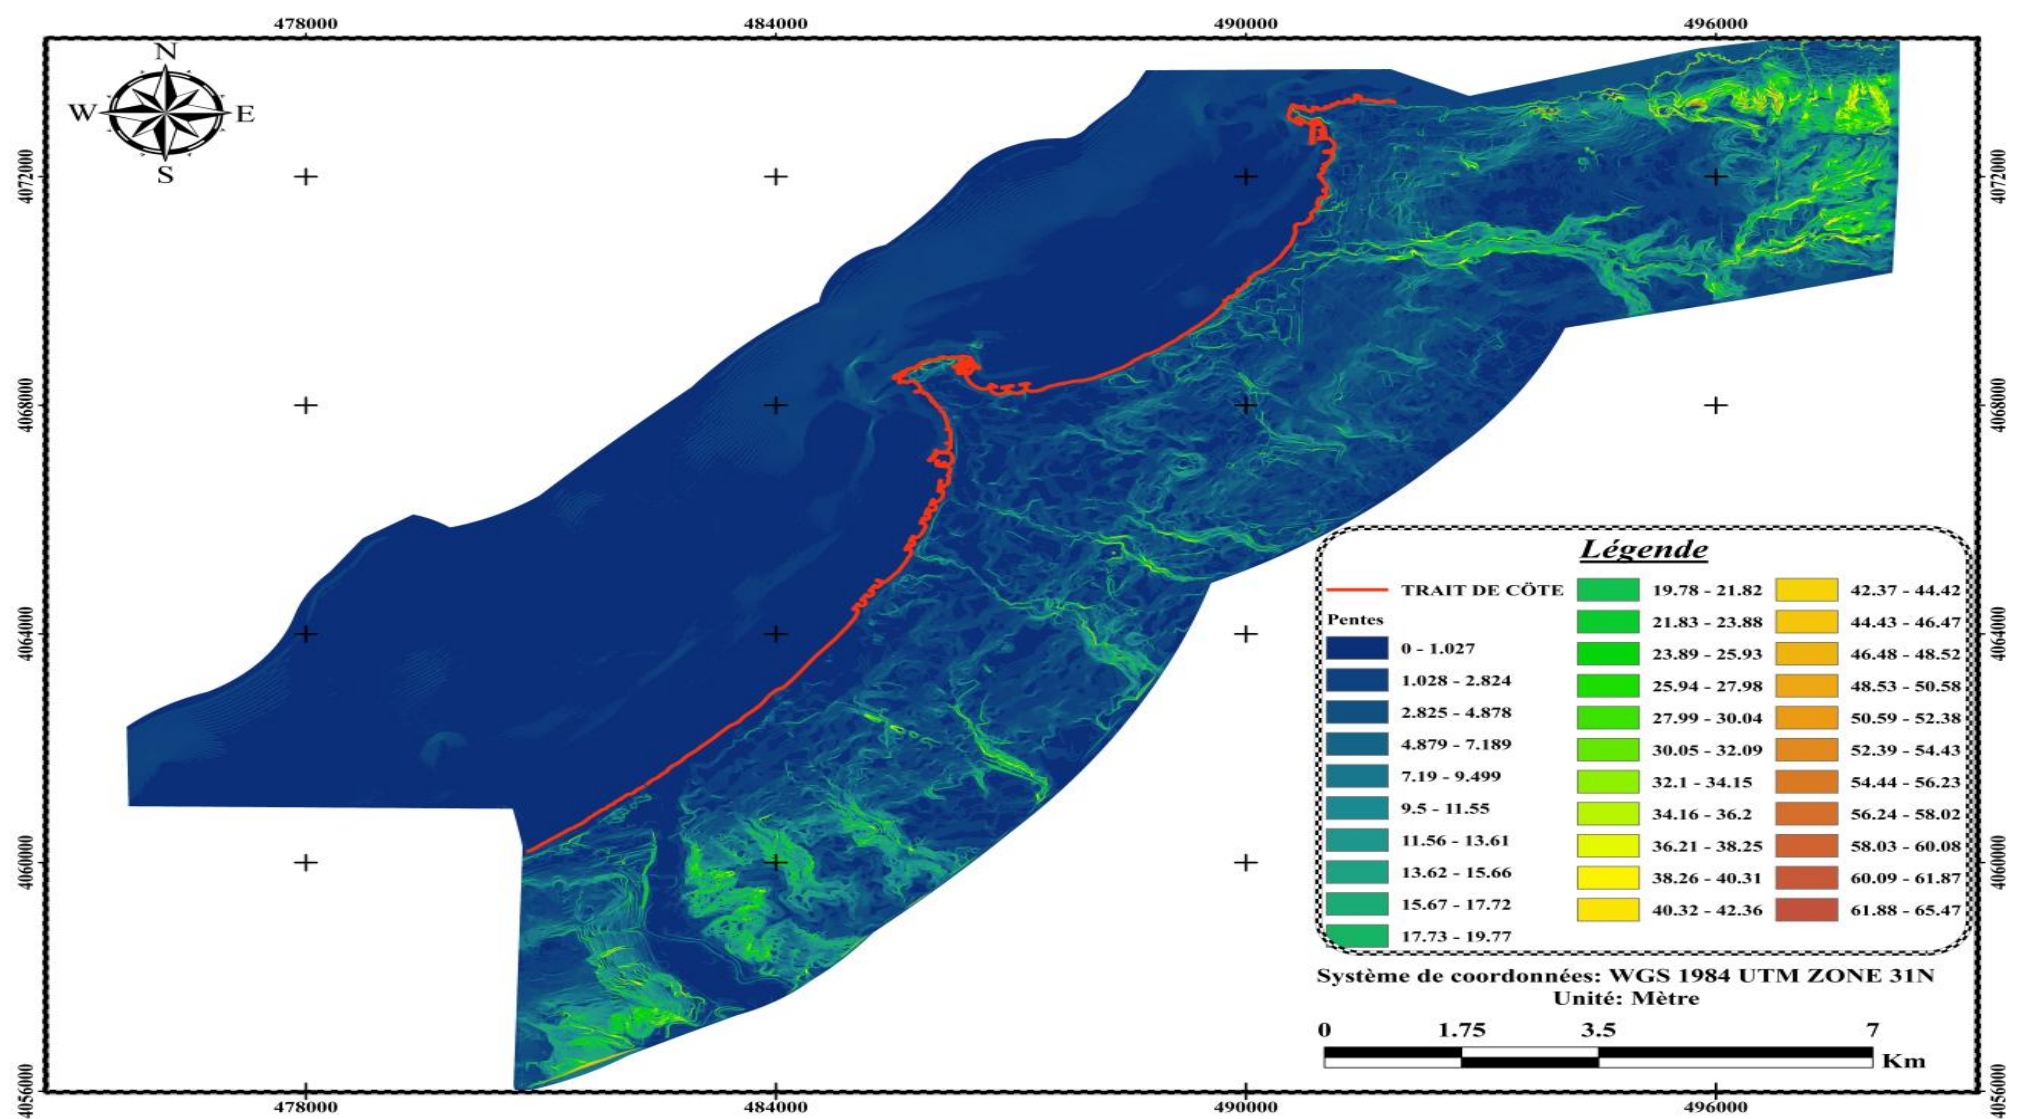 478000 484000 490000 496000
N
W E
S
4072000 4072000
4068000 4068000
4064000 4064000
4060000 4060000
4056000 4056000
Légende
TRAIT DE CÖTE
Pentes
0 - 1.027
1.028 - 2.824
2.825 - 4.878
4.879 - 7.189
7.19 - 9.499
9.5 - 11.55
11.56 - 13.61
13.62 - 15.66
15.67 - 17.72
17.73 - 19.77
19.78 - 21.82
21.83 - 23.88
23.89 - 25.93
25.94 - 27.98
27.99 - 30.04
30.05 - 32.09
32.1 - 34.15
34.16 - 36.2
36.21 - 38.25
38.26 - 40.31
40.32 - 42.36
42.37 - 44.42
44.43 - 46.47
46.48 - 48.52
48.53 - 50.58
50.59 - 52.38
52.39 - 54.43
54.44 - 56.23
56.24 - 58.02
58.03 - 60.08
60.09 - 61.87
61.88 - 65.47
Système de coordonnées: WGS 1984 UTM ZONE 31N
Unité: Mètre
0 1.75 3.5 7
Km
478000 484000 490000 496000